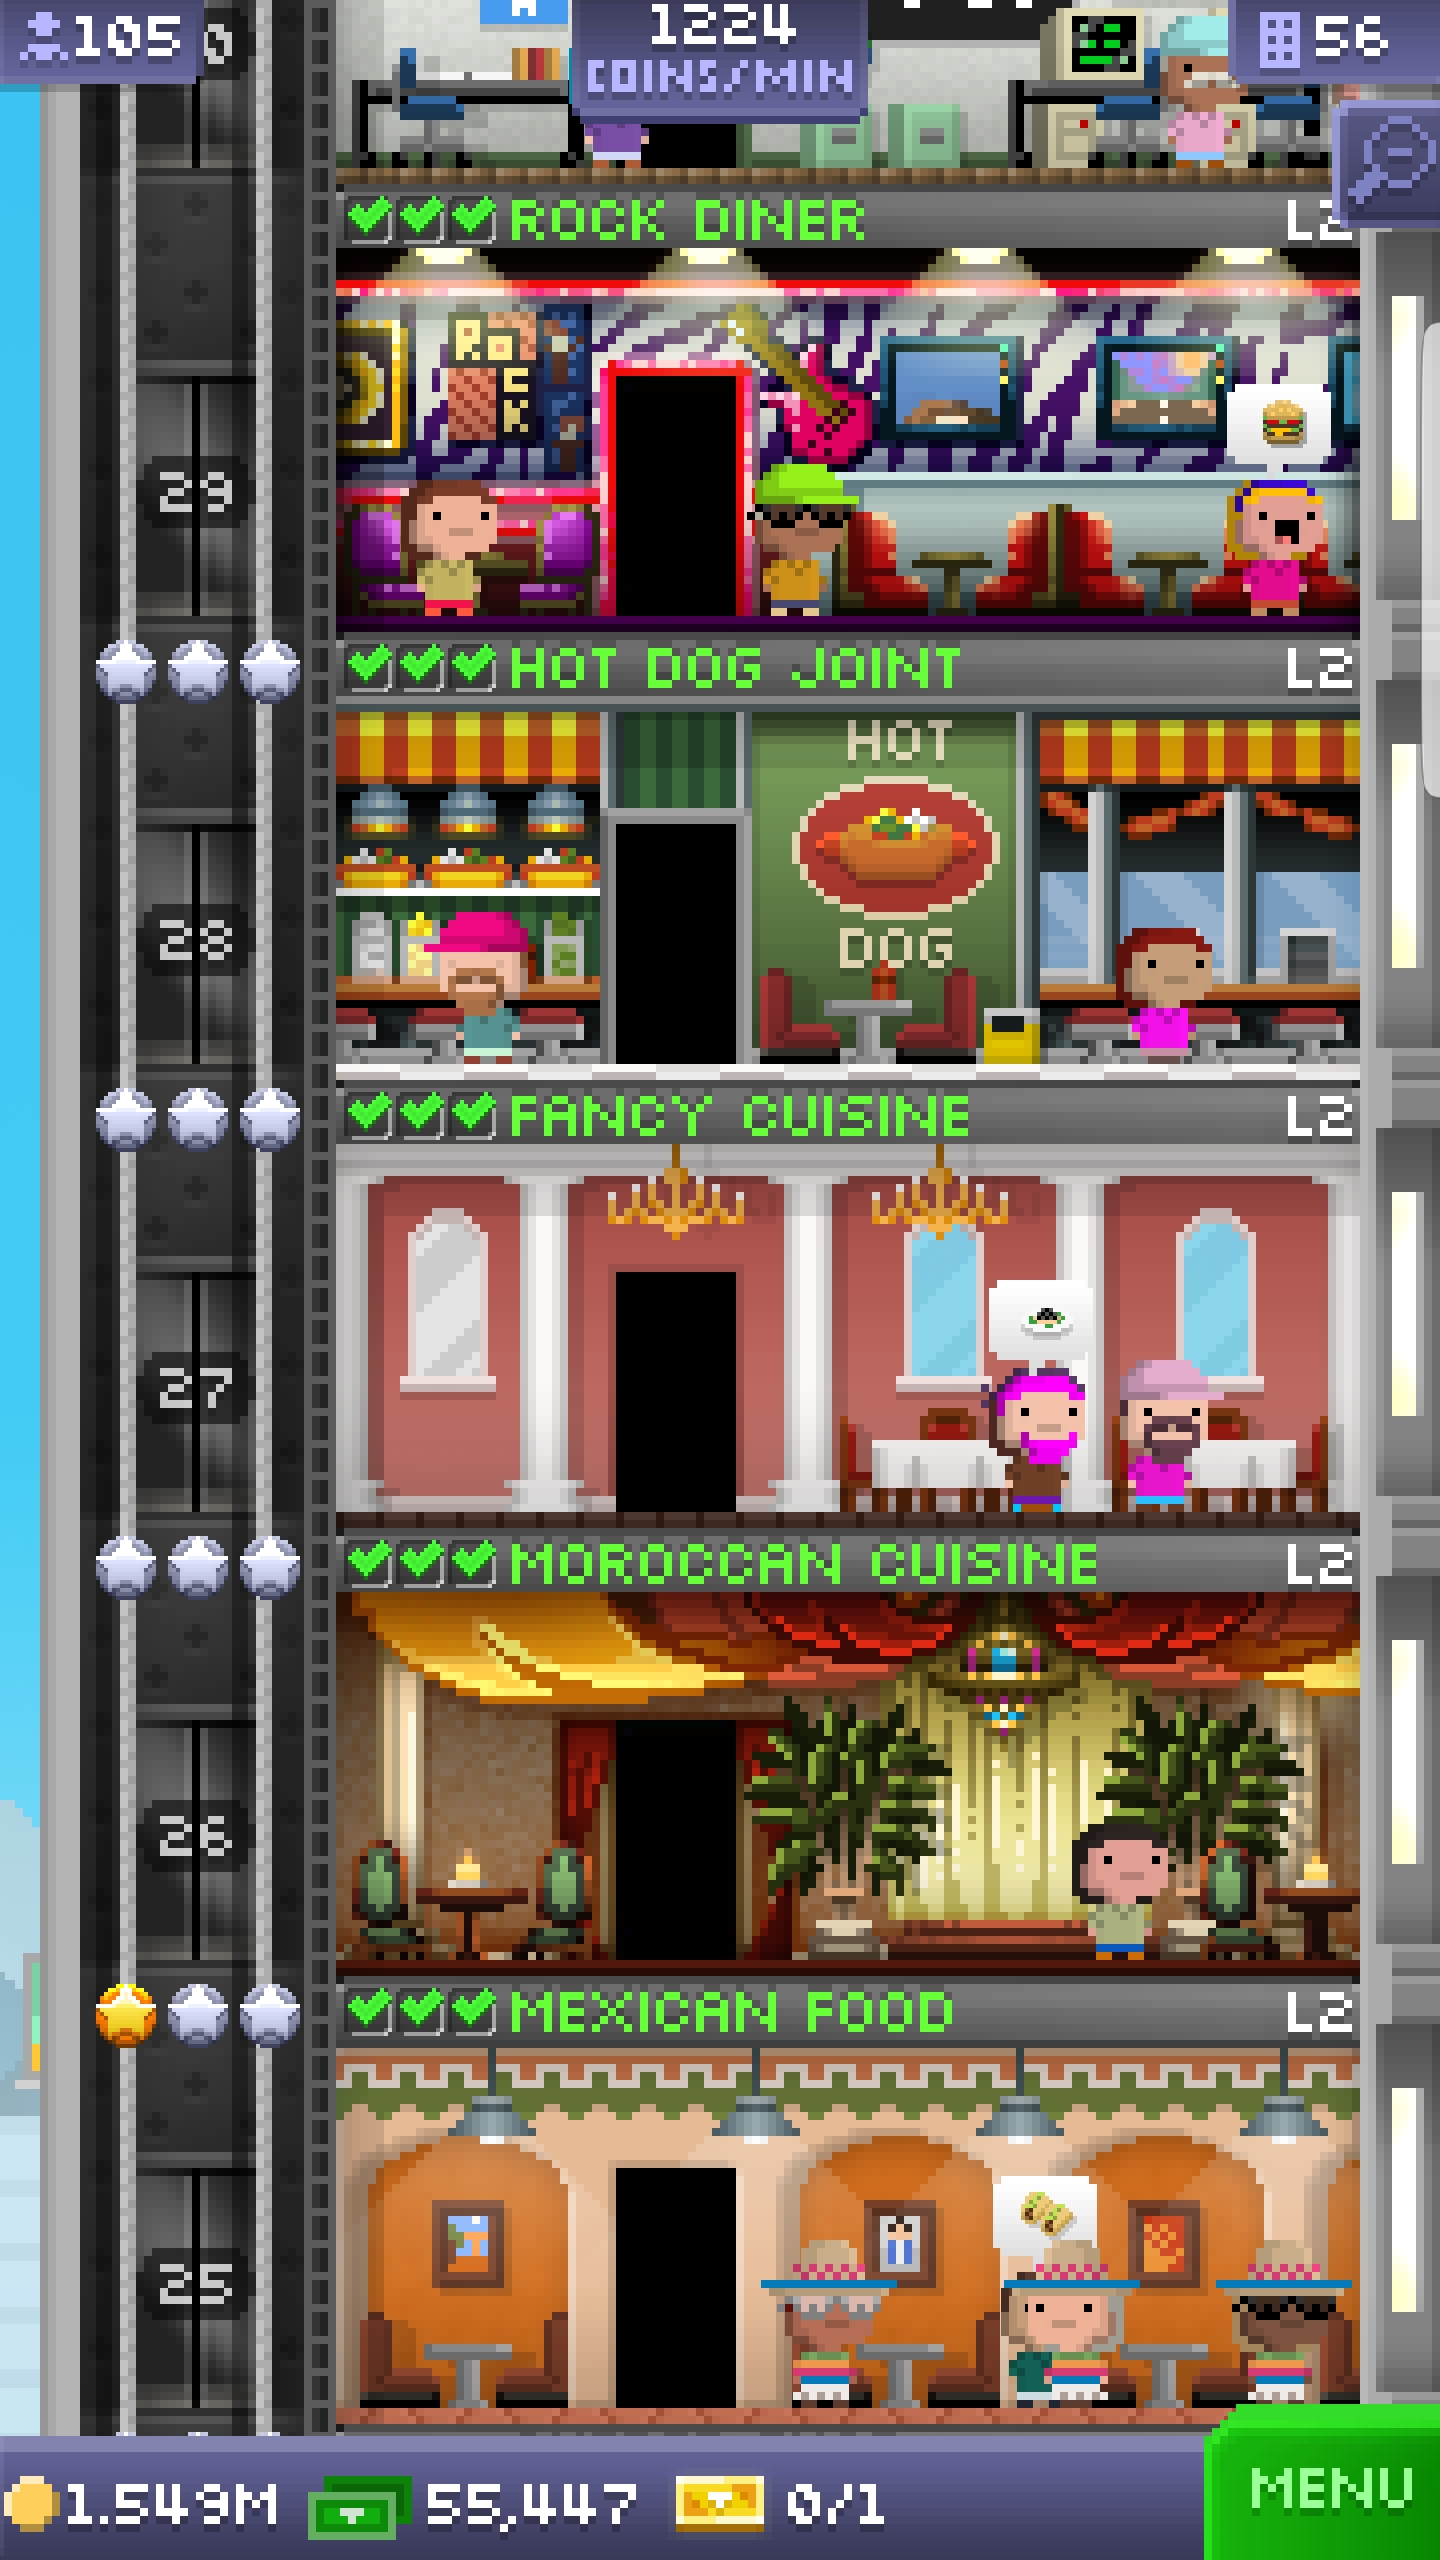 105
1224
COINS/MIN
56
0
ROCK DINER L2
ROCK
29
HOT DOG JOINT L2
HOT
DOG
28
FANCY CUISINE L2
27
MOROCCAN CUISINE L2
26
MEXICAN FOOD L2
25
1.549M 55,447 0/1
MENU